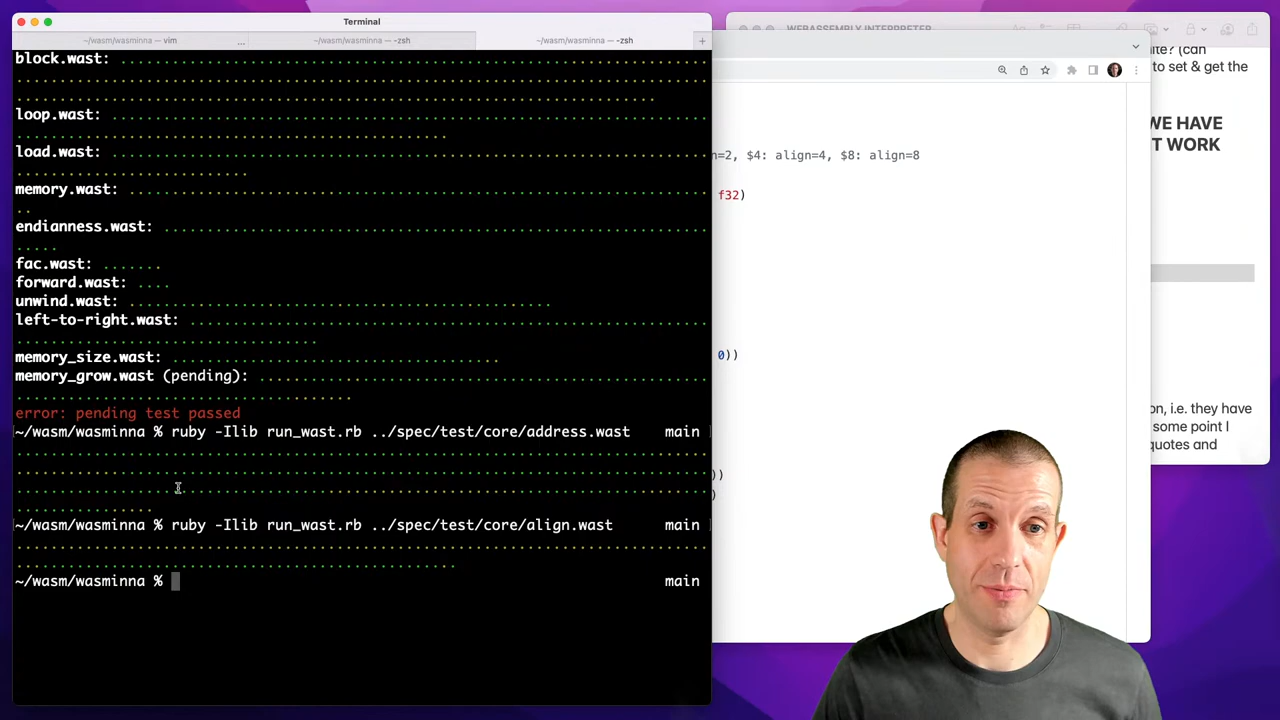 Terminal
~/wasm/wasminna — vim
...
~/wasm/wasminna — -zsh
~/wasm/wasminna — -zsh
+
block.wast:
loop.wast:
load.wast:
memory.wast:
endianness.wast:
fac.wast: .......
forward.wast: ....
unwind.wast:
left-to-right.wast:
memory_size.wast:
memory_grow.wast (pending):
error: pending test passed
~/wasm/wasminna % ruby -Ilib run_wast.rb ../spec/test/core/address.wast main
~/wasm/wasminna % ruby -Ilib run_wast.rb ../spec/test/core/align.wast main
~/wasm/wasminna % main
WEBASSEMBLY INTERPRETER
n=2, $4: align=4, $8: align=8
f32)
0))
))
)
ite? (can
to set & get the
WE HAVE
T WORK
on, i.e. they have
some point I
quotes and